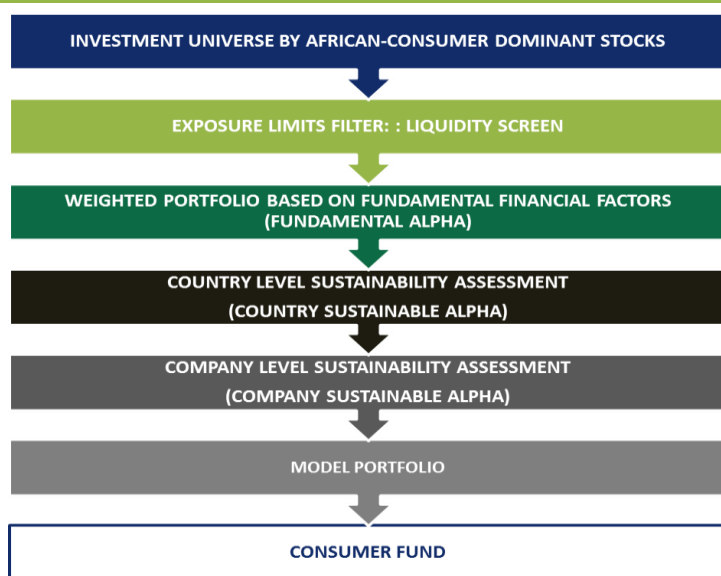 INVESTMENT UNIVERSE BY AFRICAN-CONSUMER DOMINANT STOCKS
EXPOSURE LIMITS FILTER: : LIQUIDITY SCREEN
WEIGHTED PORTFOLIO BASED ON FUNDAMENTAL FINANCIAL FACTORS
(FUNDAMENTAL ALPHA)
COUNTRY LEVEL SUSTAINABILITY ASSESSMENT
(COUNTRY SUSTAINABLE ALPHA)
COMPANY LEVEL SUSTAINABILITY ASSESSMENT
(COMPANY SUSTAINABLE ALPHA)
MODEL PORTFOLIO
CONSUMER FUND